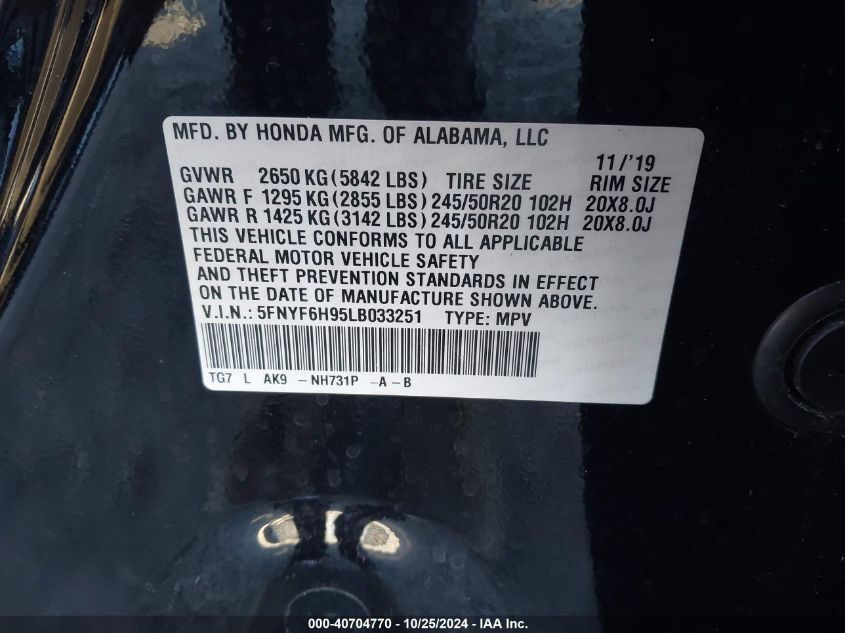 MFD. BY HONDA MFG. OF ALABAMA, LLC
11/'19
GVWR 2650 KG (5842 LBS) TIRE SIZE RIM SIZE
GAWR F 1295 KG (2855 LBS) 245/50R20 102H 20X8.0J
GAWR R 1425 KG (3142 LBS) 245/50R20 102H 20X8.0J
THIS VEHICLE CONFORMS TO ALL APPLICABLE
FEDERAL MOTOR VEHICLE SAFETY
AND THEFT PREVENTION STANDARDS IN EFFECT
ON THE DATE OF MANUFACTURE SHOWN ABOVE.
V.I.N.: 5FNYF6H95LB033251 TYPE: MPV
TG7 L AK9 - NH731P -A-B
000-40704770 - 10/25/2024 - IAA Inc.